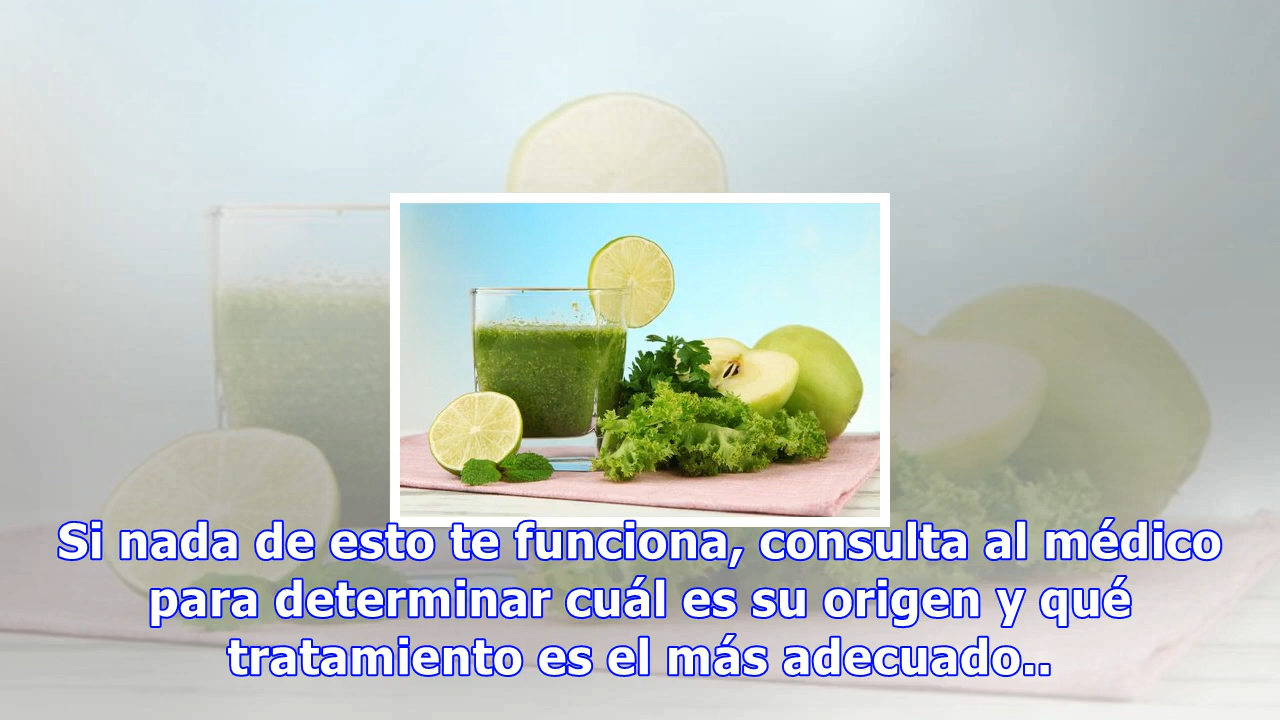 Si nada de esto te funciona, consulta al médico
para determinar cuál es su origen y qué
tratamiento es el más adecuado..